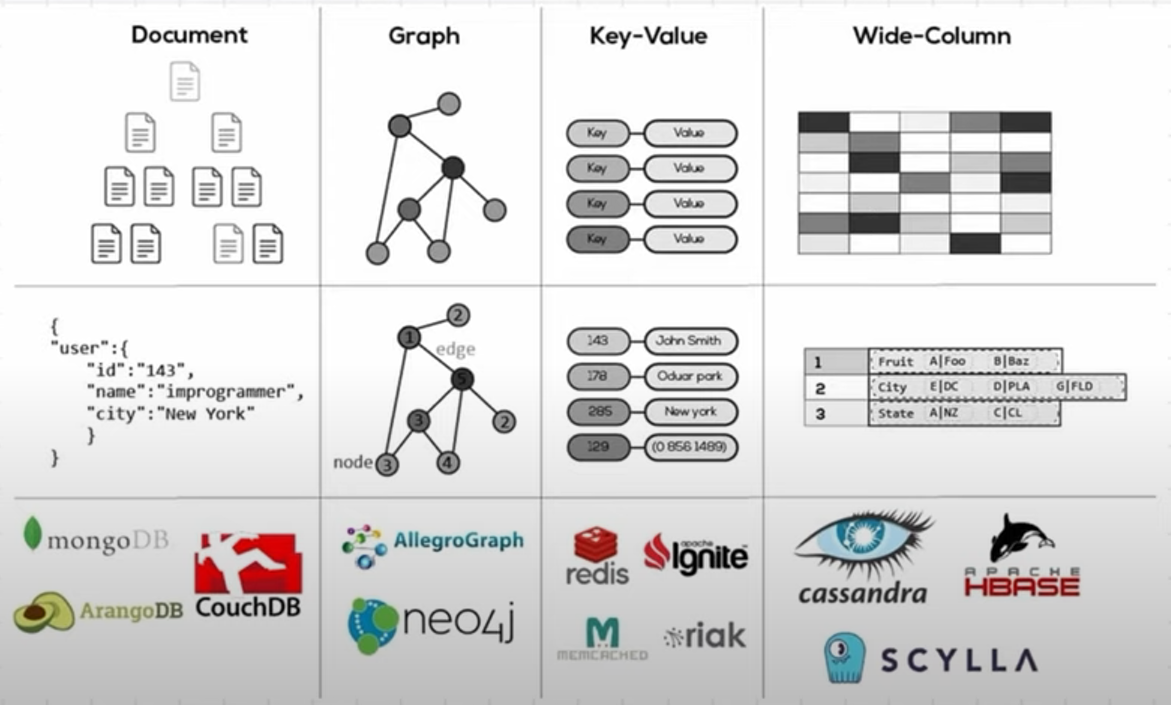 Document
Graph
Key-Value
Wide-Column
Key Value
Key Value
Key Value
Key Value
{
"user":{
"id":"143",
"name":"improgrammer",
"city":"New York"
}
}
2
1
edge
5
3
2
node 3
4
143 John Smith
178 Oduar park
285 New york
129 (0 856 1489)
1 Fruit A|Foo B|Baz
2 City E|DC D|PLA G|FLD
3 State A|NZ C|CL
mongoDB
CouchDB
ArangoDB
AllegroGraph
neo4j
redis
apache
Ignite
MEMCACHED
riak
cassandra
APACHE
HBASE
SCYLLA